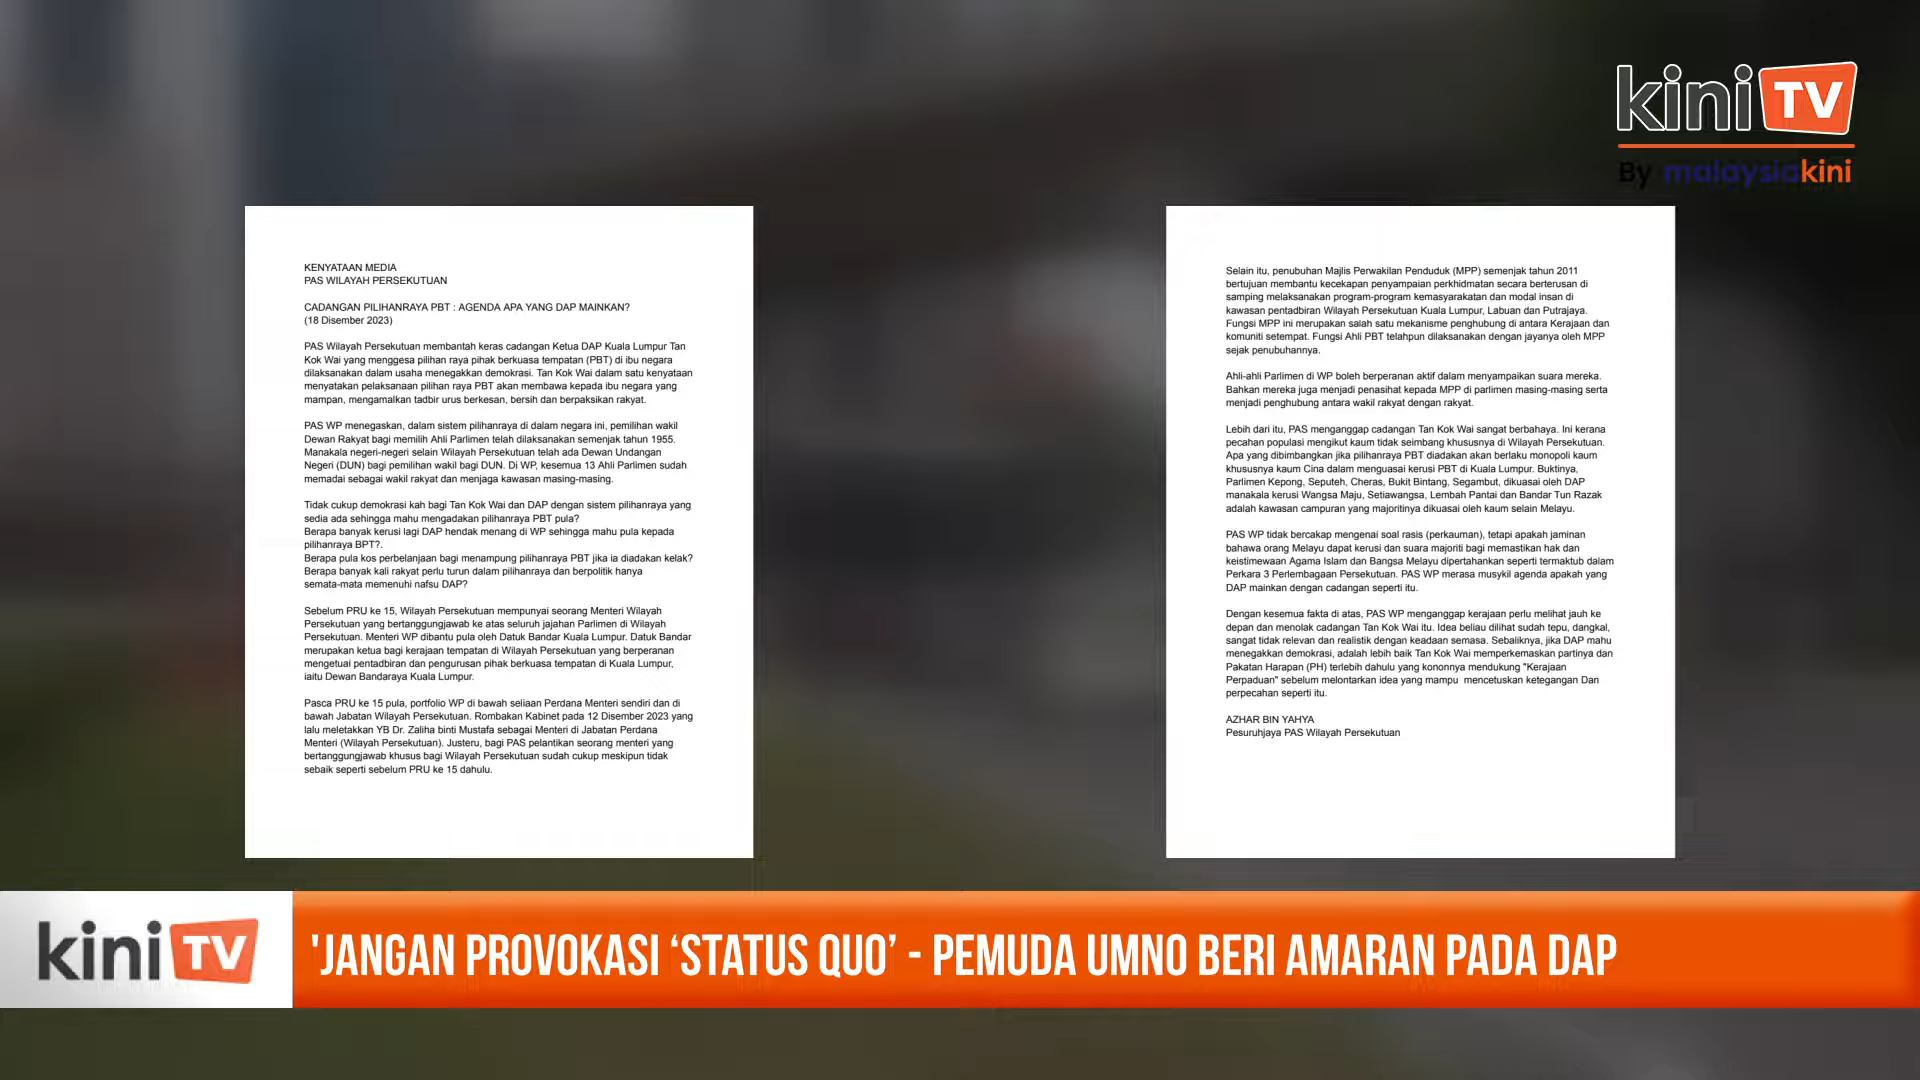 kini TV
By malaysiakini
KENYATAAN MEDIA
PAS WILAYAH PERSEKUTUAN
CADANGAN PILIHANRAYA PBT : AGENDA APA YANG DAP MAINKAN?
(18 Disember 2023)
PAS Wilayah Persekutuan membantah keras cadangan Ketua DAP Kuala Lumpur Tan
Kok Wai yang menggesa pilihan raya pihak berkuasa tempatan (PBT) di ibu negara
dilaksanakan dalam usaha menegakkan demokrasi. Tan Kok Wai dalam satu kenyataan
menyatakan pelaksanaan pilihan raya PBT akan membawa kepada ibu negara yang
mampan, mengamalkan tadbir urus berkesan, bersih dan berpaksikan rakyat.
PAS WP menegaskan, dalam sistem pilihanraya di dalam negara ini, pemilihan wakil
Dewan Rakyat bagi memilih Ahli Parlimen telah dilaksanakan semenjak tahun 1955.
Manakala negeri-negeri selain Wilayah Persekutuan telah ada Dewan Undangan
Negeri (DUN) bagi pemilihan wakil bagi DUN. Di WP, kesemua 13 Ahli Parlimen sudah
memadai sebagai wakil rakyat dan menjaga kawasan masing-masing.
Tidak cukup demokrasi kah bagi Tan Kok Wai dan DAP dengan sistem pilihanraya yang
sedia ada sehingga mahu mengadakan pilihanraya PBT pula?
Berapa banyak kerusi lagi DAP hendak menang di WP sehingga mahu pula kepada
pilihanraya BPT?.
Berapa pula kos perbelanjaan bagi menampung pilihanraya PBT jika ia diadakan kelak?
Berapa banyak kali rakyat perlu turun dalam pilihanraya dan berpolitik hanya
semata-mata memenuhi nafsu DAP?
Sebelum PRU ke 15, Wilayah Persekutuan mempunyai seorang Menteri Wilayah
Persekutuan yang bertanggungjawab ke atas seluruh jajahan Parlimen di Wilayah
Persekutuan. Menteri WP dibantu pula oleh Datuk Bandar Kuala Lumpur. Datuk Bandar
merupakan ketua bagi kerajaan tempatan di Wilayah Persekutuan yang berperanan
mengetuai pentadbiran dan pengurusan pihak berkuasa tempatan di Kuala Lumpur,
iaitu Dewan Bandaraya Kuala Lumpur.
Pasca PRU ke 15 pula, portfolio WP di bawah seliaan Perdana Menteri sendiri dan di
bawah Jabatan Wilayah Persekutuan. Rombakan Kabinet pada 12 Disember 2023 yang
lalu meletakkan YB Dr. Zaliha binti Mustafa sebagai Menteri di Jabatan Perdana
Menteri (Wilayah Persekutuan). Justeru, bagi PAS pelantikan seorang menteri yang
bertanggungjawab khusus bagi Wilayah Persekutuan sudah cukup meskipun tidak
sebaik seperti sebelum PRU ke 15 dahulu.
Selain itu, penubuhan Majlis Perwakilan Penduduk (MPP) semenjak tahun 2011
bertujuan membantu kecekapan penyampaian perkhidmatan secara berterusan di
samping melaksanakan program-program kemasyarakatan dan modal insan di
kawasan pentadbiran Wilayah Persekutuan Kuala Lumpur, Labuan dan Putrajaya.
Fungsi MPP ini merupakan salah satu mekanisme penghubung di antara Kerajaan dan
komuniti setempat. Fungsi Ahli PBT telahpun dilaksanakan dengan jayanya oleh MPP
sejak penubuhannya.
Ahli-ahli Parlimen di WP boleh berperanan aktif dalam menyampaikan suara mereka.
Bahkan mereka juga menjadi penasihat kepada MPP di parlimen masing-masing serta
menjadi penghubung antara wakil rakyat dengan rakyat.
Lebih dari itu, PAS menganggap cadangan Tan Kok Wai sangat berbahaya. Ini kerana
pecahan populasi mengikut kaum tidak seimbang khususnya di Wilayah Persekutuan.
Apa yang dibimbangkan jika pilihanraya PBT diadakan akan berlaku monopoli kaum
khususnya kaum Cina dalam menguasai kerusi PBT di Kuala Lumpur. Buktinya,
Parlimen Kepong, Seputeh, Cheras, Bukit Bintang, Segambut, dikuasai oleh DAP
manakala kerusi Wangsa Maju, Setiawangsa, Lembah Pantai dan Bandar Tun Razak
adalah kawasan campuran yang majoritinya dikuasai oleh kaum selain Melayu.
PAS WP tidak bercakap mengenai soal rasis (perkauman), tetapi apakah jaminan
bahawa orang Melayu dapat kerusi dan suara majoriti bagi memastikan hak dan
keistimewaan Agama Islam dan Bangsa Melayu dipertahankan seperti termaktub dalam
Perkara 3 Perlembagaan Persekutuan. PAS WP merasa musykil agenda apakah yang
DAP mainkan dengan cadangan seperti itu.
Dengan kesemua fakta di atas, PAS WP menganggap kerajaan perlu melihat jauh ke
depan dan menolak cadangan Tan Kok Wai itu. Idea beliau dilihat sudah tepu, dangkal,
sangat tidak relevan dan realistik dengan keadaan semasa. Sebaliknya, jika DAP mahu
menegakkan demokrasi, adalah lebih baik Tan Kok Wai memperkemaskan partinya dan
Pakatan Harapan (PH) terlebih dahulu yang kononnya mendukung "Kerajaan
Perpaduan" sebelum melontarkan idea yang mampu mencetuskan ketegangan Dan
perpecahan seperti itu.
AZHAR BIN YAHYA
Pesuruhjaya PAS Wilayah Persekutuan
kini TV
'JANGAN PROVOKASI ‘STATUS QUO’ - PEMUDA UMNO BERI AMARAN PADA DAP